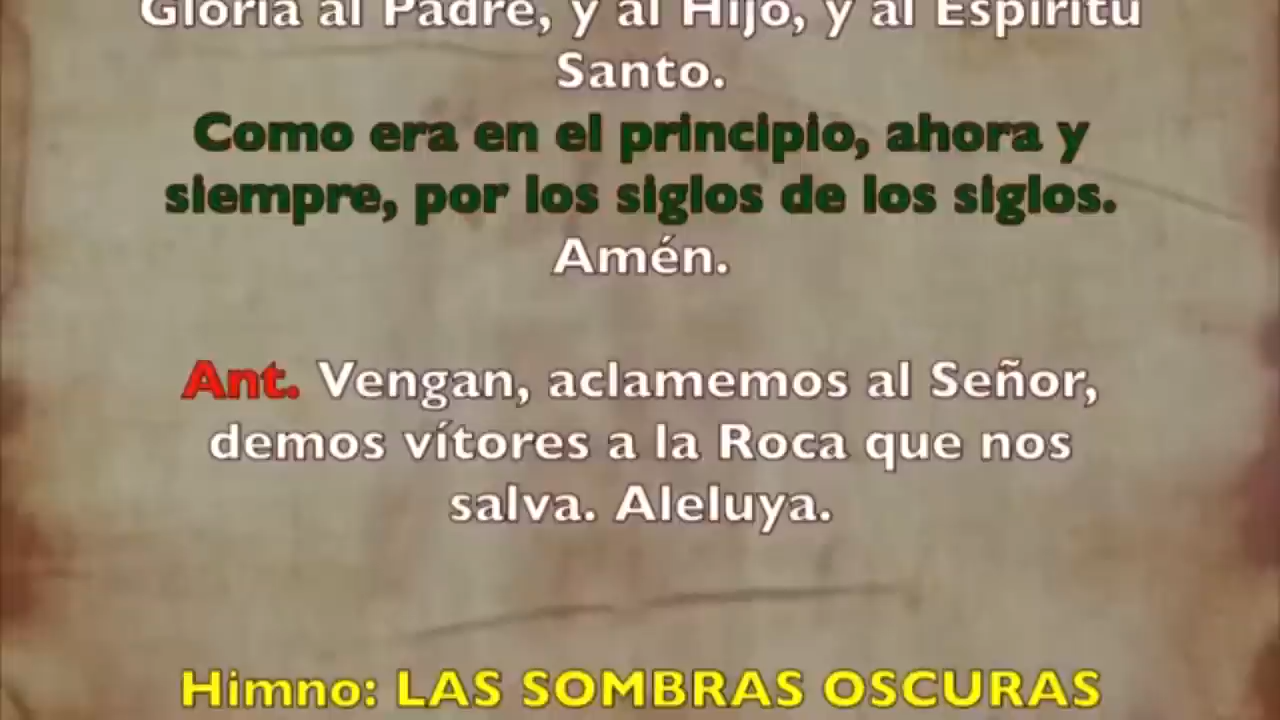 Gloria al Padre, y al Hijo, y al Espíritu
Santo.
Como era en el principio, ahora y
siempre, por los siglos de los siglos.
Amén.
Ant. Vengan, aclamemos al Señor,
demos vítores a la Roca que nos
salva. Aleluya.
Himno: LAS SOMBRAS OSCURAS